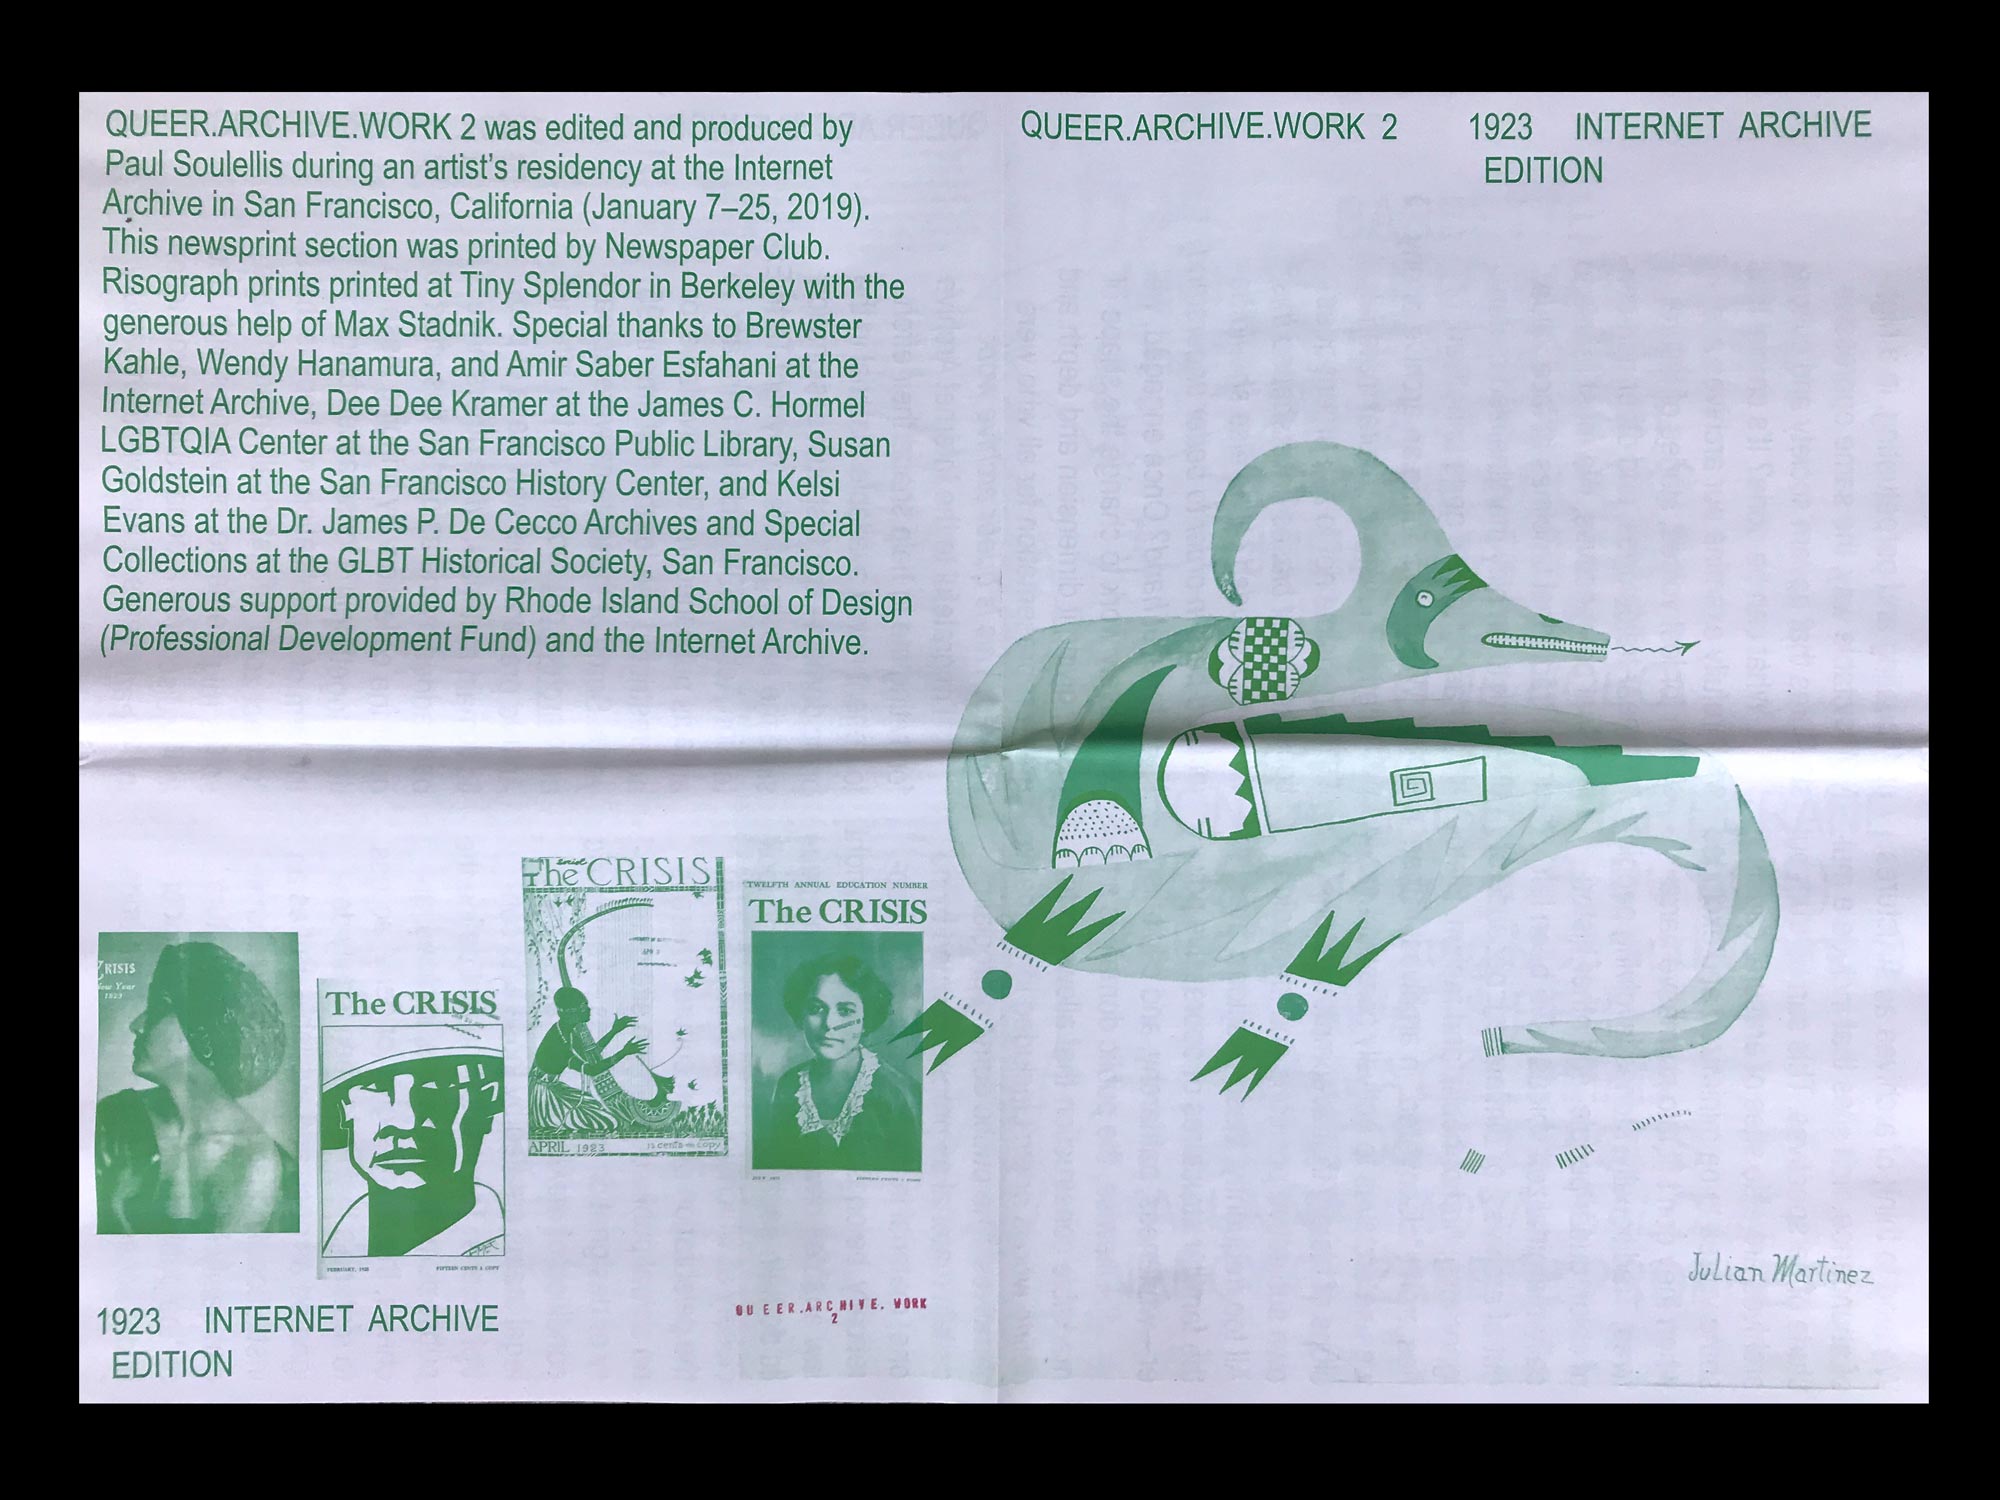 QUEER.ARCHIVE.WORK 2 was edited and produced by
Paul Soulellis during an artist's residency at the Internet
Archive in San Francisco, California (January 7–25, 2019).
This newsprint section was printed by Newspaper Club.
Risograph prints printed at Tiny Splendor in Berkeley with the
generous help of Max Stadnik. Special thanks to Brewster
Kahle, Wendy Hanamura, and Amir Saber Esfahani at the
Internet Archive, Dee Dee Kramer at the James C. Hormel
LGBTQIA Center at the San Francisco Public Library, Susan
Goldstein at the San Francisco History Center, and Kelsi
Evans at the Dr. James P. De Cecco Archives and Special
Collections at the GLBT Historical Society, San Francisco.
Generous support provided by Rhode Island School of Design
(Professional Development Fund) and the Internet Archive.
CRISIS
New Year
1923
The CRISIS
FEBRUARY, 1923
FIFTEEN CENTS A COPY
The CRISIS
APRIL 1923
15 cents a copy
TWELFTH ANNUAL EDUCATION NUMBER
The CRISIS
1923 INTERNET ARCHIVE
EDITION
QUEER.ARCHIVE.WORK
2
QUEER.ARCHIVE.WORK 2
1923 INTERNET ARCHIVE
EDITION
Julian Martinez